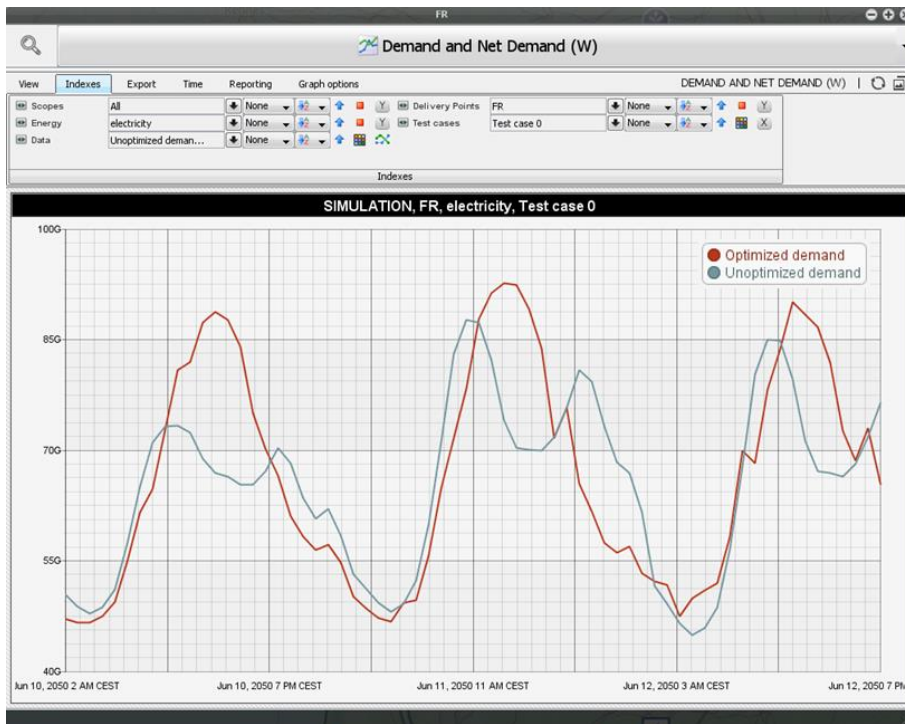 FR
Demand and Net Demand (W)
View Indexes Export Time Reporting Graph options DEMAND AND NET DEMAND (W)
Scopes All None Delivery Points FR None
Energy electricity None Test cases Test case 0 None
Data Unoptimized deman... None
Indexes
SIMULATION, FR, electricity, Test case 0
100G
Optimized demand
Unoptimized demand
85G
70G
55G
40G
Jun 10, 2050 2 AM CEST Jun 10, 2050 7 PM CEST Jun 11, 2050 11 AM CEST Jun 12, 2050 3 AM CEST Jun 12, 2050 7 PM